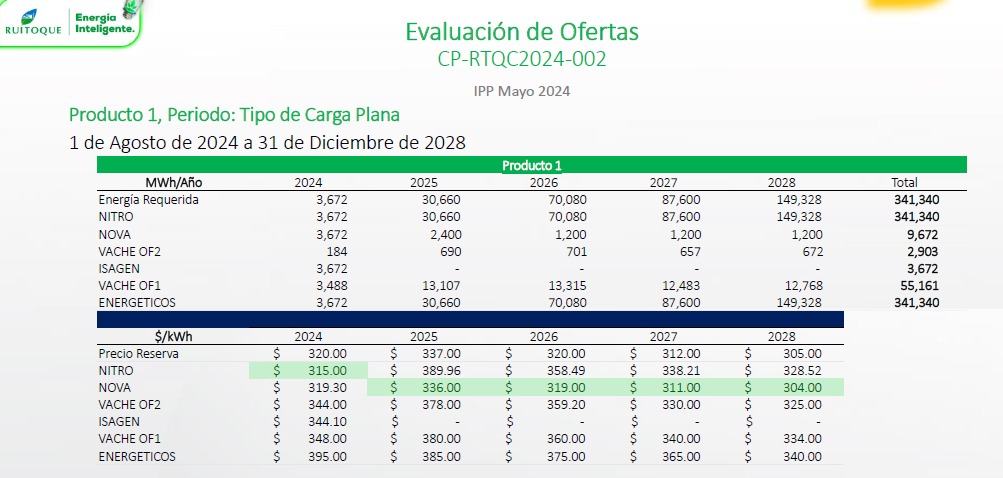 RUITOQUE
Energía
Inteligente.
Evaluación de Ofertas
CP-RTQC2024-002
IPP Mayo 2024
Producto 1, Periodo: Tipo de Carga Plana
1 de Agosto de 2024 a 31 de Diciembre de 2028
Producto 1
MWh/Año 2024 2025 2026 2027 2028 Total
Energía Requerida 3,672 30,660 70,080 87,600 149,328 341,340
NITRO 3,672 30,660 70,080 87,600 149,328 341,340
NOVA 3,672 2,400 1,200 1,200 1,200 9,672
VACHE OF2 184 690 701 657 672 2,903
ISAGEN 3,672 - - - - 3,672
VACHE OF1 3,488 13,107 13,315 12,483 12,768 55,161
ENERGETICOS 3,672 30,660 70,080 87,600 149,328 341,340
$/kWh 2024 2025 2026 2027 2028
Precio Reserva $ 320.00 $ 337.00 $ 320.00 $ 312.00 $ 305.00
NITRO $ 315.00 $ 389.96 $ 358.49 $ 338.21 $ 328.52
NOVA $ 319.30 $ 336.00 $ 319.00 $ 311.00 $ 304.00
VACHE OF2 $ 344.00 $ 378.00 $ 359.20 $ 330.00 $ 325.00
ISAGEN $ 344.10 $ - $ - $ - $ -
VACHE OF1 $ 348.00 $ 380.00 $ 360.00 $ 340.00 $ 334.00
ENERGETICOS $ 395.00 $ 385.00 $ 375.00 $ 365.00 $ 340.00